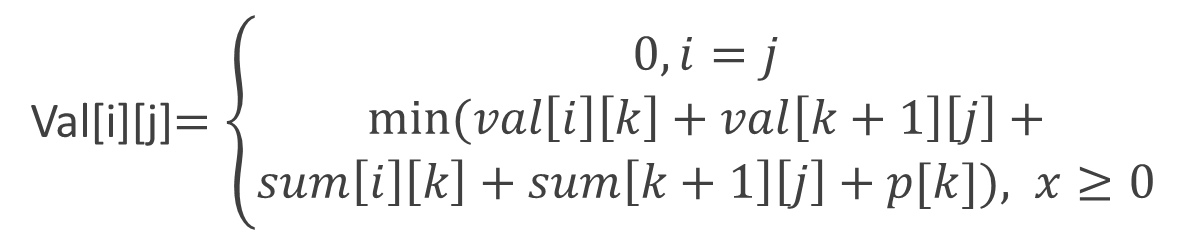 0, i = j
Val[i][j]= min(val[i][k] + val[k + 1][j] +
sum[i][k] + sum[k + 1][j] + p[k]), x ≥ 0